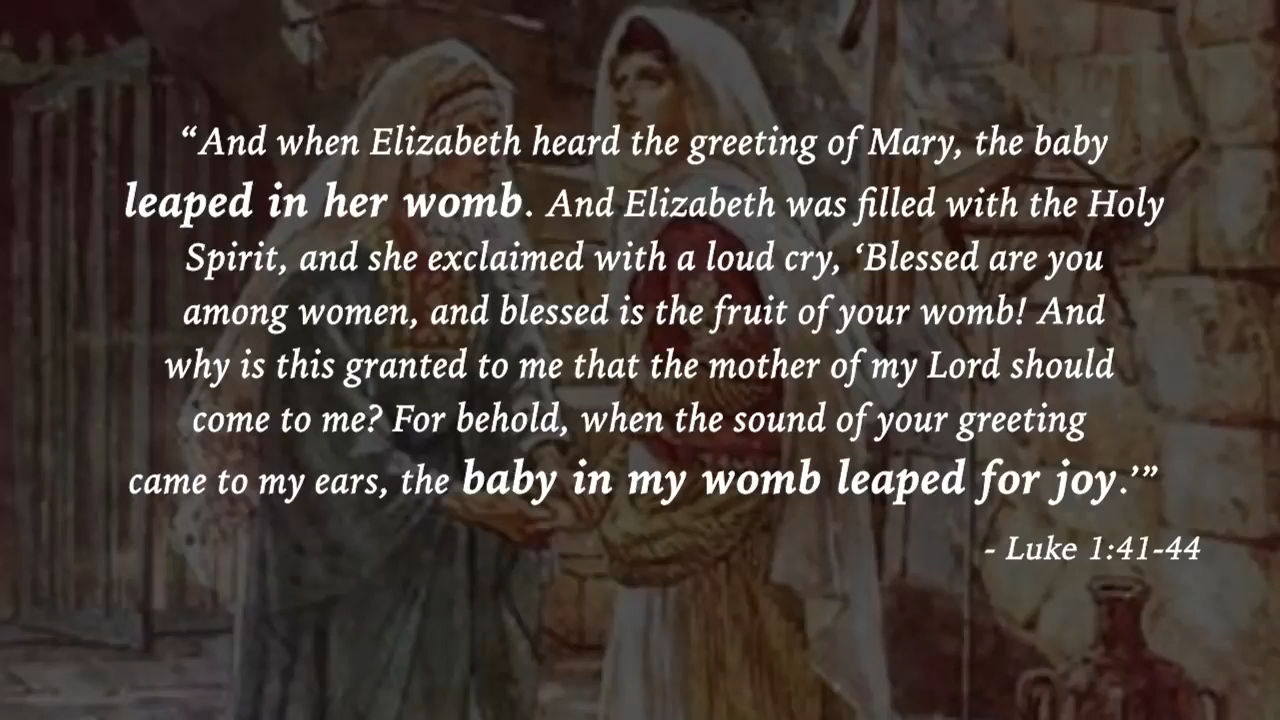 “And when Elizabeth heard the greeting of Mary, the baby
leaped in her womb. And Elizabeth was filled with the Holy
Spirit, and she exclaimed with a loud cry, ‘Blessed are you
among women, and blessed is the fruit of your womb! And
why is this granted to me that the mother of my Lord should
come to me? For behold, when the sound of your greeting
came to my ears, the baby in my womb leaped for joy.’”
- Luke 1:41-44